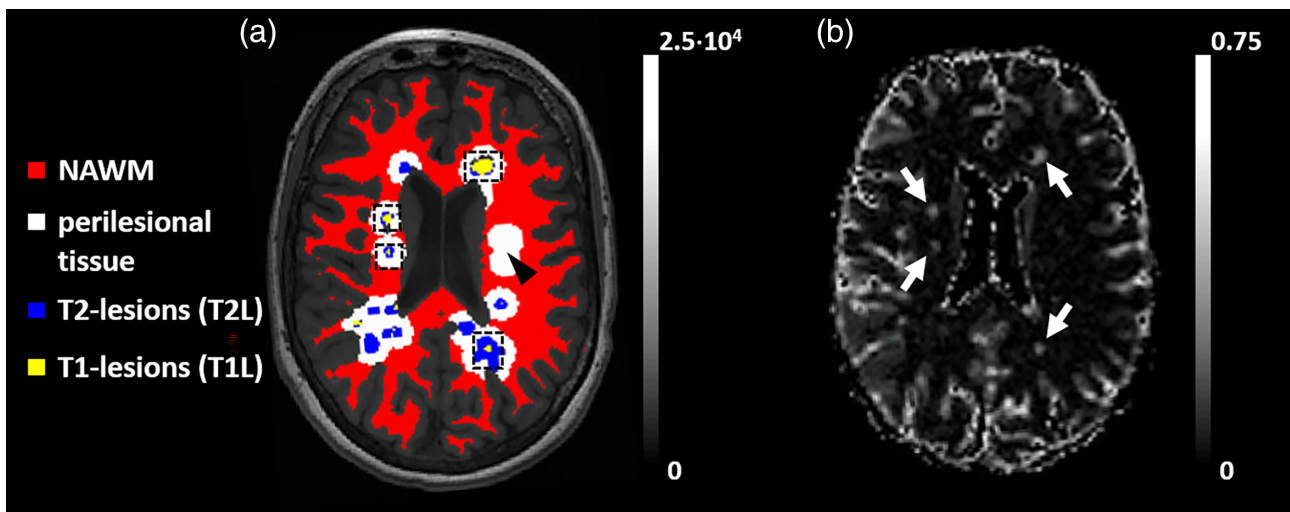 (a)
2.5·10⁴
(b)
0.75
NAWM
perilesional
tissue
T2-lesions (T2L)
T1-lesions (T1L)
0
0